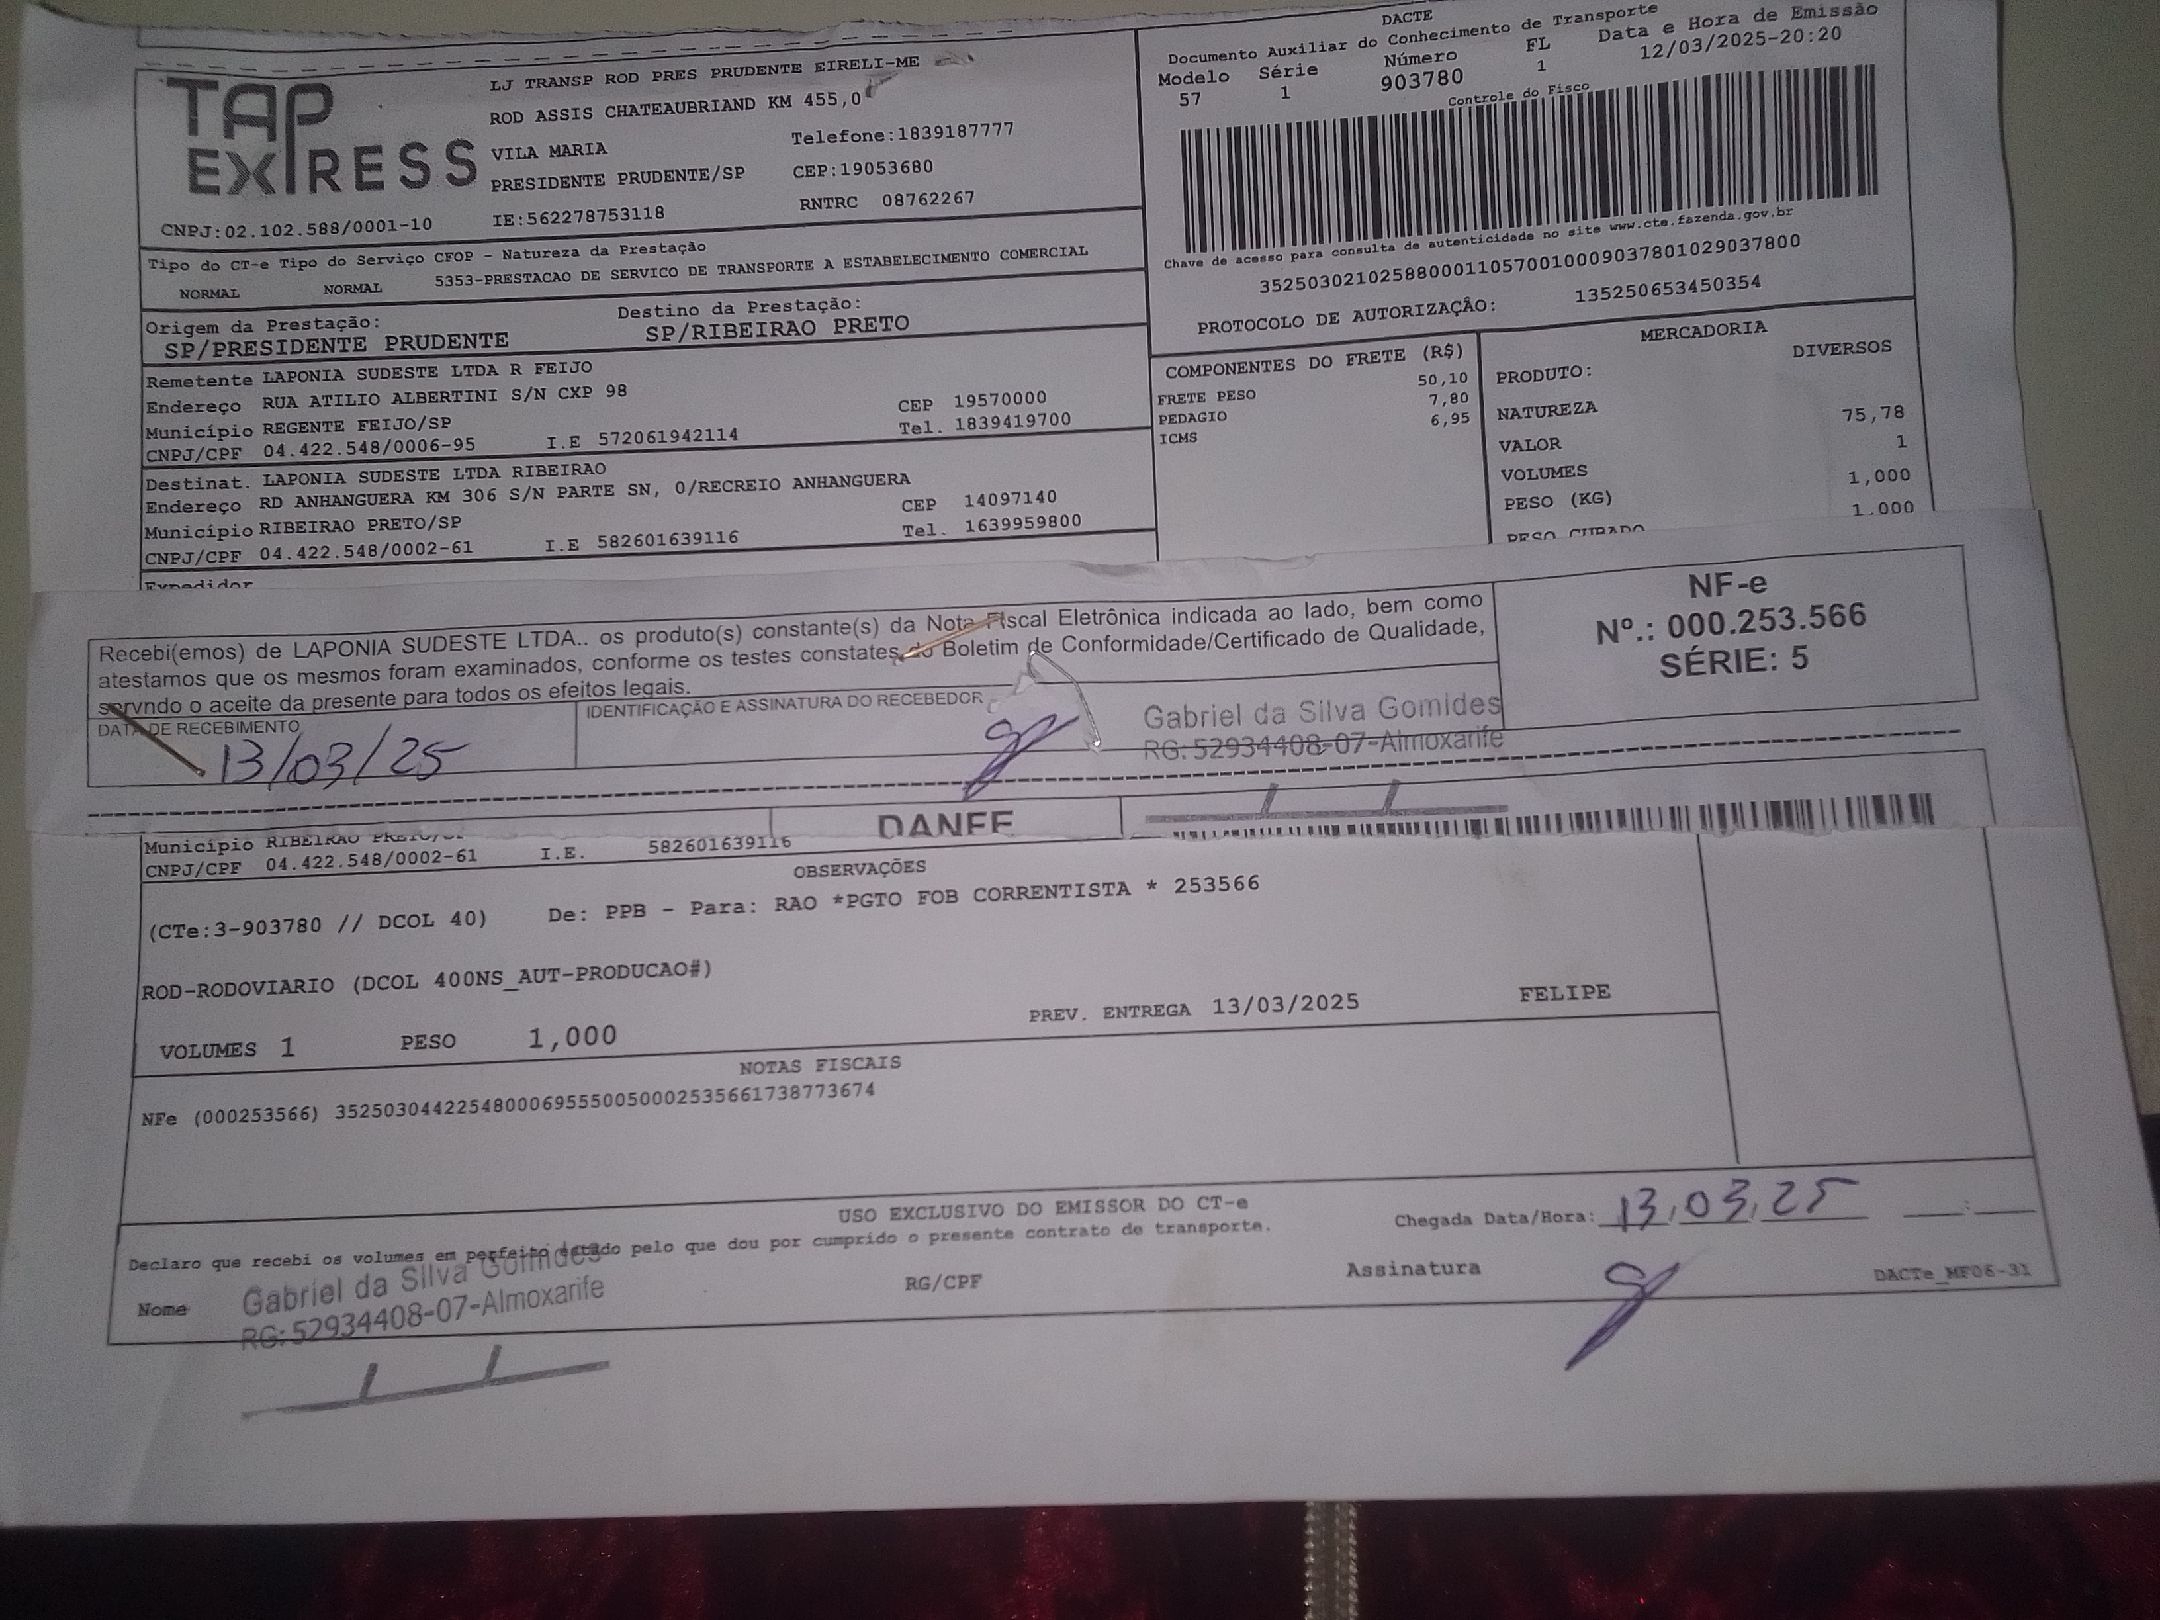 TAP EXPRESS
LJ TRANSP ROD PRES PRUDENTE EIRELI-ME
ROD ASSIS CHATEAUBRIAND KM 455,0
VILA MARIA Telefone:1839187777
PRESIDENTE PRUDENTE/SP CEP:19053680
CNPJ:02.102.588/0001-10 IE:562278753118 RNTRC 08762267
DACTE
Documento Auxiliar do Conhecimento de Transporte
Modelo Série Número FL Data e Hora de Emissão
57 1 903780 1 12/03/2025-20:20
Controle do Fisco
Chave de acesso para consulta de autenticidade no site www.cte.fazenda.gov.br
35250302102588000110570010009037801029037800
PROTOCOLO DE AUTORIZAÇÂO: 135250653450354
Tipo do CT-e Tipo do Serviço CFOP - Natureza da Prestação
NORMAL NORMAL 5353-PRESTACAO DE SERVICO DE TRANSPORTE A ESTABELECIMENTO COMERCIAL
Origem da Prestação: Destino da Prestação:
SP/PRESIDENTE PRUDENTE SP/RIBEIRAO PRETO
Remetente LAPONIA SUDESTE LTDA R FEIJO
Endereço RUA ATILIO ALBERTINI S/N CXP 98 CEP 19570000
Município REGENTE FEIJO/SP Tel. 1839419700
CNPJ/CPF 04.422.548/0006-95 I.E 572061942114
Destinat. LAPONIA SUDESTE LTDA RIBEIRAO
Endereço RD ANHANGUERA KM 306 S/N PARTE SN, 0/RECREIO ANHANGUERA
Município RIBEIRAO PRETO/SP CEP 14097140
CNPJ/CPF 04.422.548/0002-61 I.E 582601639116 Tel. 1639959800
Expedidor
COMPONENTES DO FRETE (R$)
FRETE PESO 50,10
PEDAGIO 7,80
ICMS 6,95
MERCADORIA
PRODUTO: DIVERSOS
NATUREZA
VALOR 75,78
VOLUMES 1
PESO (KG) 1,000
PESO CUBADO 1,000
Recebi(emos) de LAPONIA SUDESTE LTDA.. os produto(s) constante(s) da Nota Fiscal Eletrônica indicada ao lado, bem como
atestamos que os mesmos foram examinados, conforme os testes constates do Boletim de Conformidade/Certificado de Qualidade,
servndo o aceite da presente para todos os efeitos legais.
DATA DE RECEBIMENTO IDENTIFICAÇÃO E ASSINATURA DO RECEBEDOR
13/03/25
Gabriel da Silva Gomides
RG: 52934408-07-Almoxarife
NF-e
Nº.: 000.253.566
SÉRIE: 5
DANFE
Município RIBEIRAO PRETO/SP
CNPJ/CPF 04.422.548/0002-61 I.E. 582601639116
OBSERVAÇÕES
(CTe:3-903780 // DCOL 40) De: PPB - Para: RAO *PGTO FOB CORRENTISTA * 253566
ROD-RODOVIARIO (DCOL 400NS_AUT-PRODUCAO#)
VOLUMES 1 PESO 1,000 PREV. ENTREGA 13/03/2025 FELIPE
NOTAS FISCAIS
NFe (000253566) 35250304422548000695550050002535661738773674
USO EXCLUSIVO DO EMISSOR DO CT-e
Declaro que recebi os volumes em perfeito estado pelo que dou por cumprido o presente contrato de transporte.
Chegada Data/Hora: 13/03/25 :
Nome Gabriel da Silva Gomides
RG: 52934408-07-Almoxarife
RG/CPF Assinatura DACTe_MF06-31